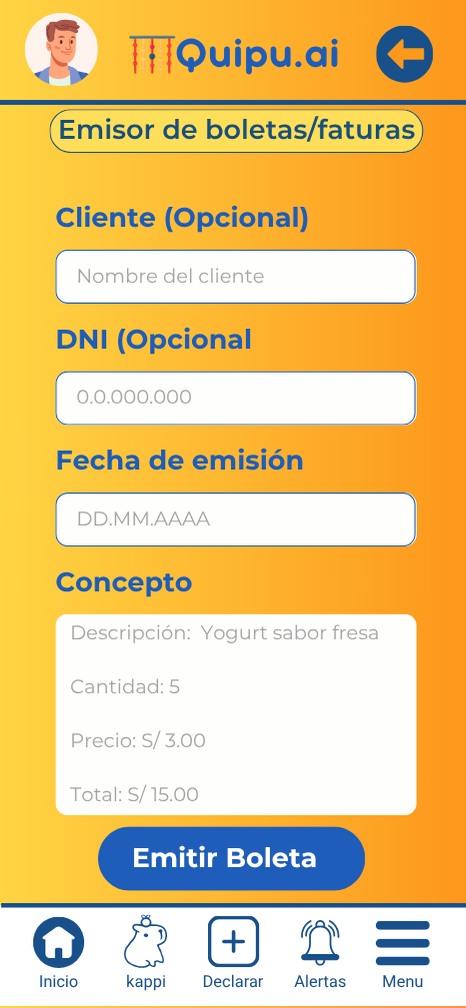 Quipu.ai
Emisor de boletas/faturas
Cliente (Opcional)
Nombre del cliente
DNI (Opcional
0.0.000.000
Fecha de emisión
DD.MM.AAAA
Concepto
Descripción: Yogurt sabor fresa
Cantidad: 5
Precio: S/ 3.00
Total: S/ 15.00
Emitir Boleta
Inicio kappi Declarar Alertas Menu